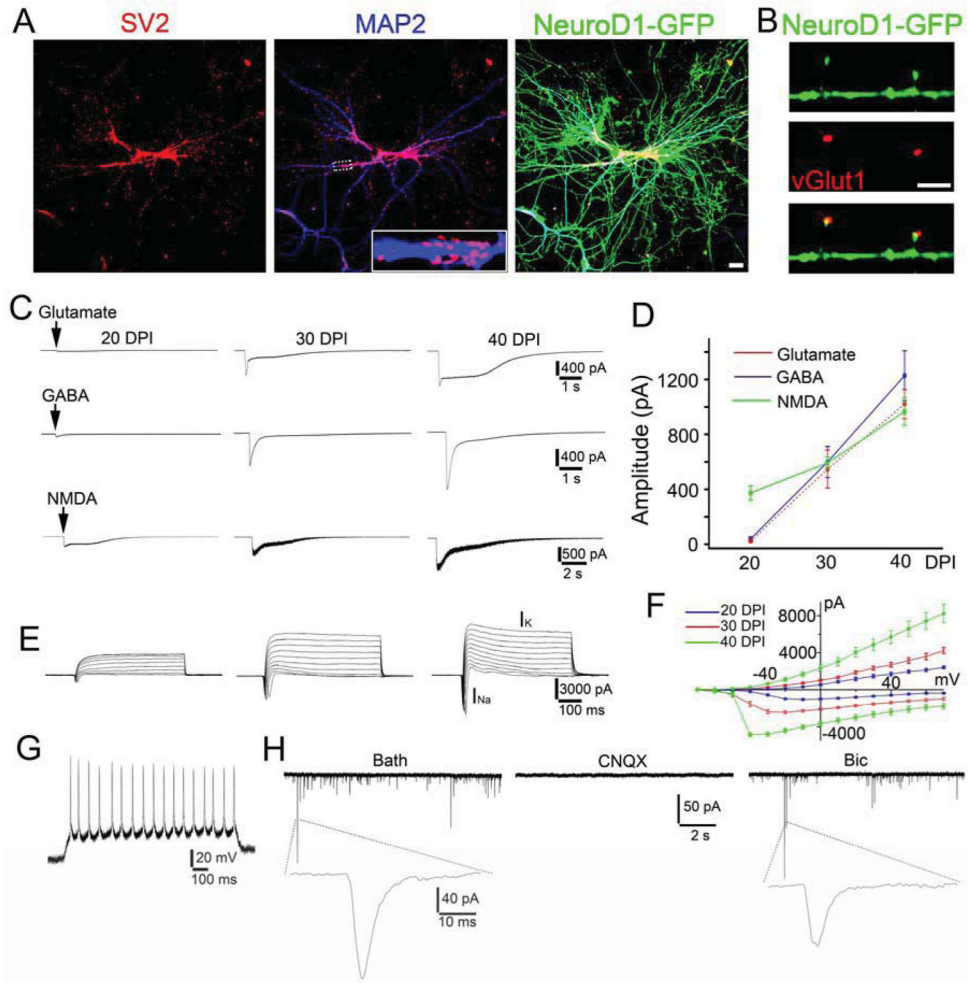 A
SV2
MAP2
NeuroD1-GFP
B
NeuroD1-GFP
vGlut1
C
Glutamate
20 DPI
30 DPI
40 DPI
400 pA
1 s
GABA
400 pA
1 s
NMDA
500 pA
2 s
D
Glutamate
GABA
NMDA
Amplitude (pA)
1200
800
400
0
20
30
40
DPI
E
IK
INa
3000 pA
100 ms
F
20 DPI
30 DPI
40 DPI
pA
8000
4000
-40
40
mV
-4000
G
20 mV
100 ms
H
Bath
CNQX
Bic
50 pA
2 s
40 pA
10 ms